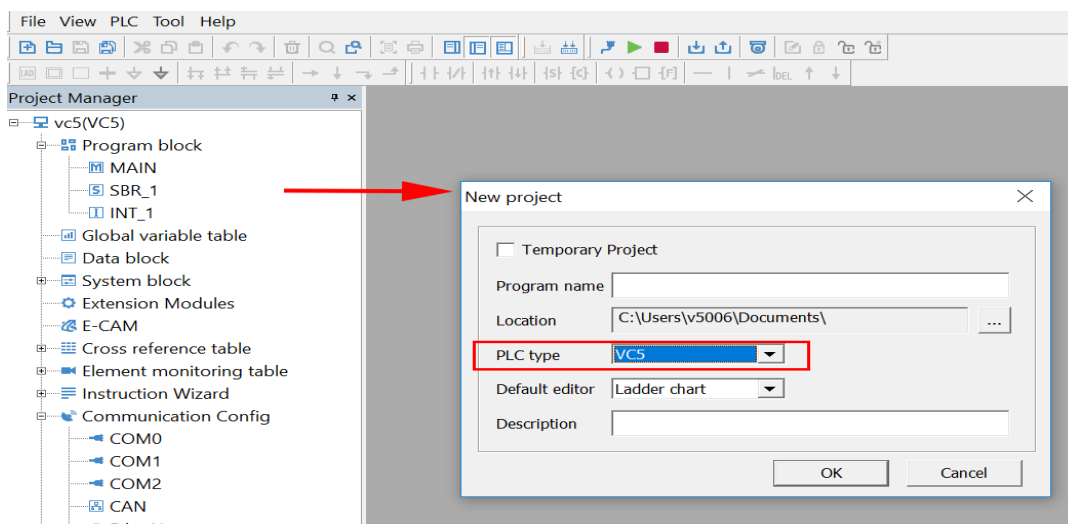 File View PLC Tool Help
LAD
DEL
Project Manager
vc5(VC5)
Program block
MAIN
SBR_1
INT_1
Global variable table
Data block
System block
Extension Modules
E-CAM
Cross reference table
Element monitoring table
Instruction Wizard
Communication Config
COM0
COM1
COM2
CAN
New project
Temporary Project
Program name
Location C:\Users\v5006\Documents\ ...
PLC type VC5
Default editor Ladder chart
Description
OK Cancel